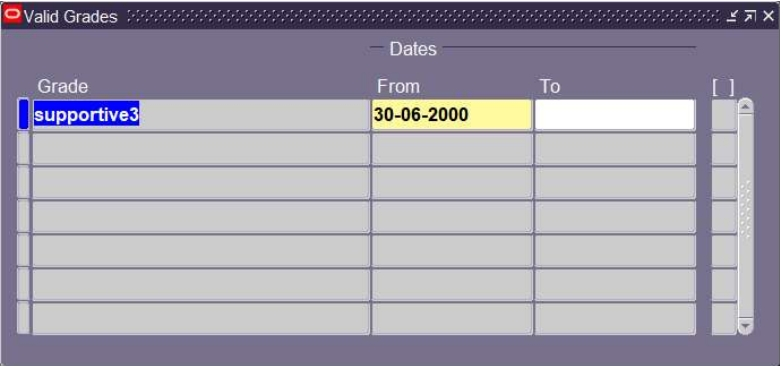 Valid Grades
Dates
Grade From To [ ]
supportive3 30-06-2000